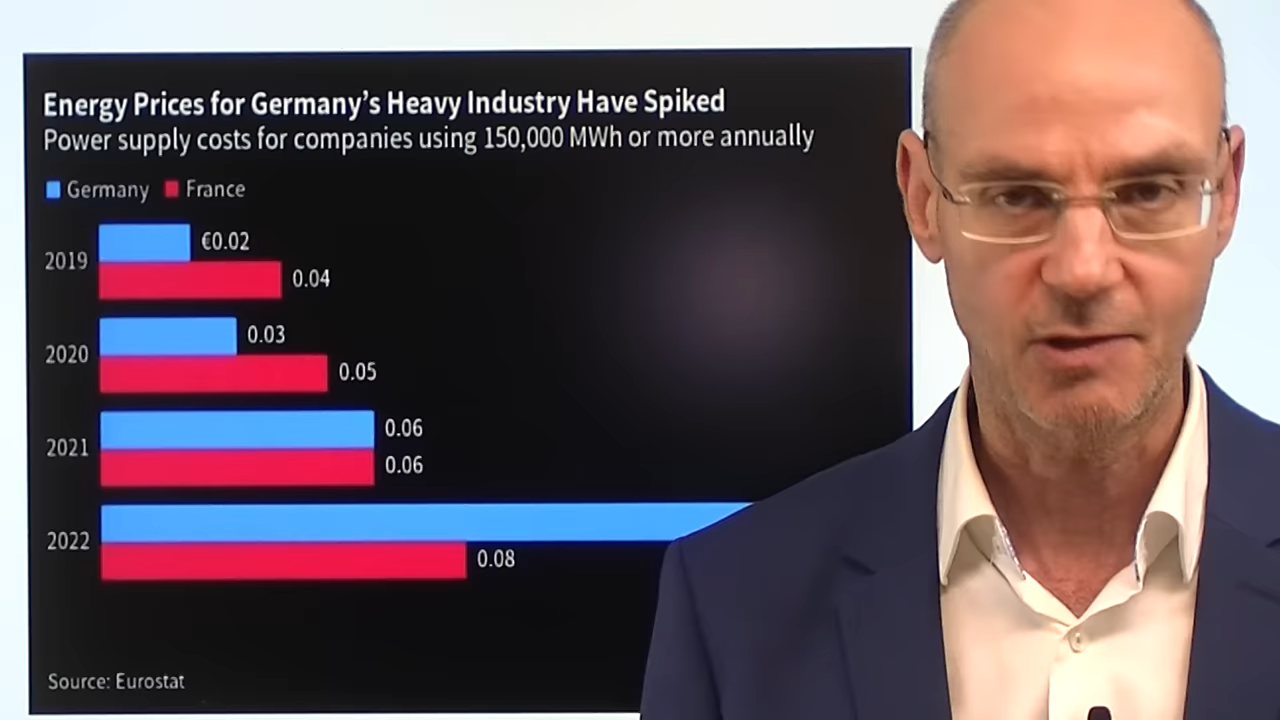 Energy Prices for Germany's Heavy Industry Have Spiked
Power supply costs for companies using 150,000 MWh or more annually
Germany France
2019 €0.02
0.04
2020 0.03
0.05
2021 0.06
0.06
2022
0.08
Source: Eurostat